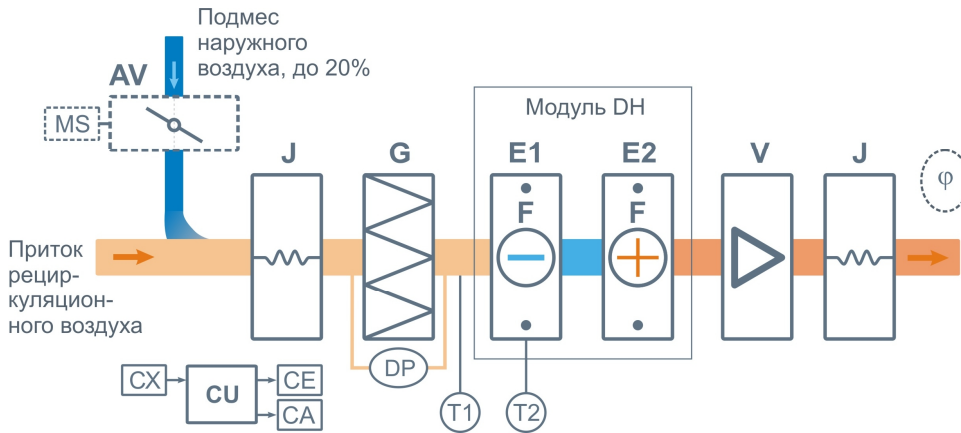 Подмес
наружного
воздуха, до 20%
AV
MS
Модуль DH
J
G
E1
E2
V
J
F
F
φ
Приток
рецир-
куляцион-
ного воздуха
DP
CX
CU
CE
CA
T1
T2